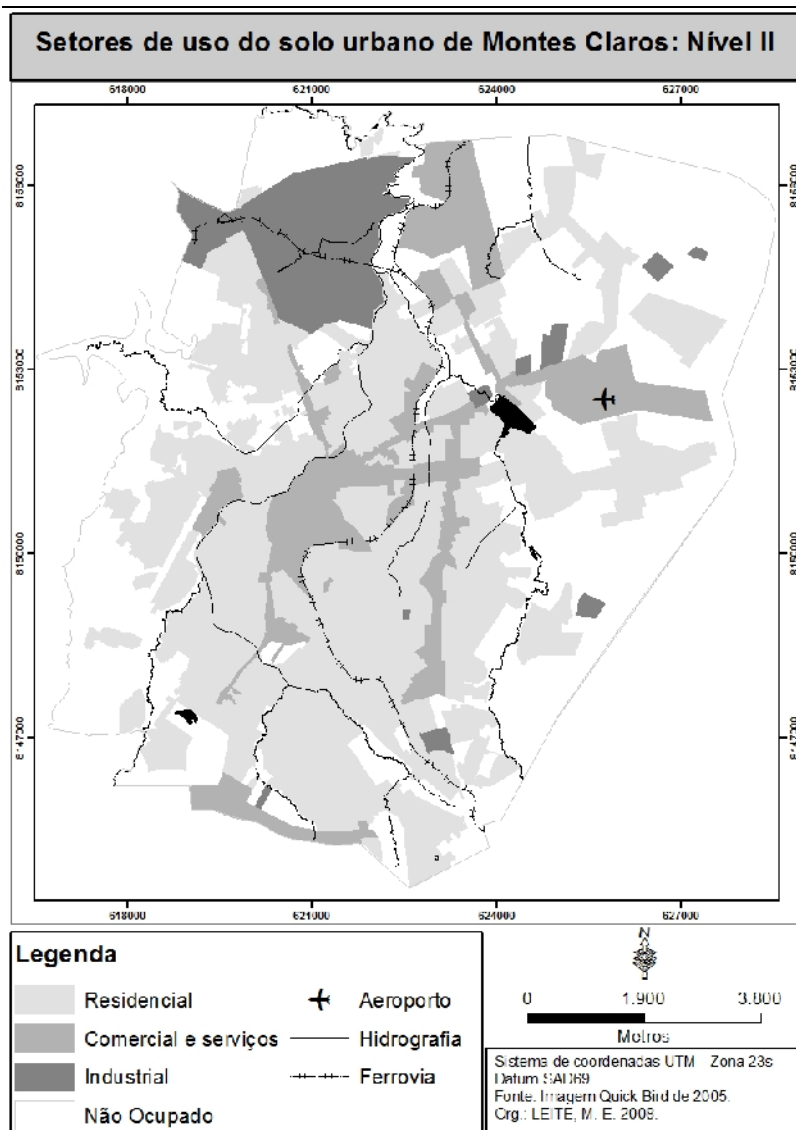 Setores de uso do solo urbano de Montes Claros: Nível II
618000 621000 624000 627000
618000 621000 624000 627000
Legenda
Residencial
Comercial e serviços
Industrial
Não Ocupado
Aeroporto
Hidrografia
Ferrovia
N
0 1.900 3.800
Metros
Sistema de coordenadas UTM Zona 23s
Datum SAD69
Fonte: Imagem Quick Bird de 2005.
Org.: LEITE, M. E. 2008.